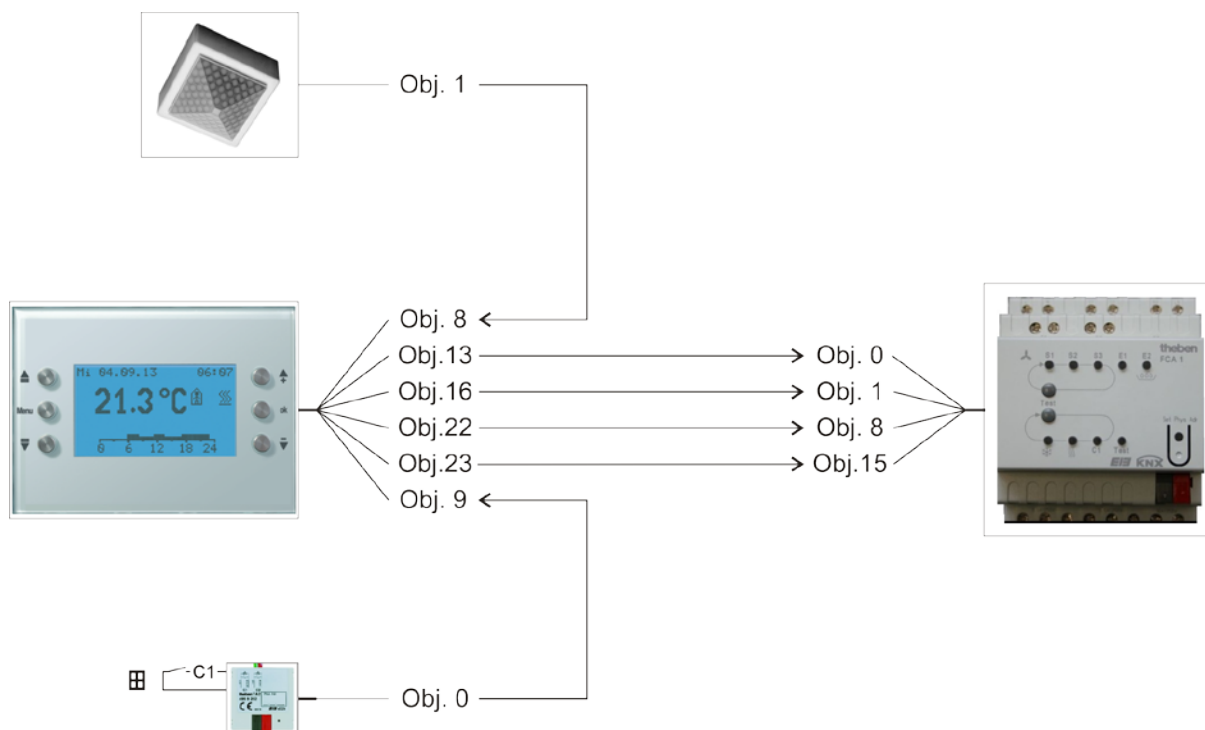 Obj. 1
Obj. 8
Obj.13
Obj. 0
Obj.16
Obj. 1
Obj.22
Obj. 8
Obj.23
Obj.15
Obj. 9
Mi 04.09.13 06:07
21.3°C
0 6 12 18 24
Menu
ok
theben
FCA 1
S1 S2 S3 E1 E2
Test
C1 Test
EIB KNX
C1
Obj. 0